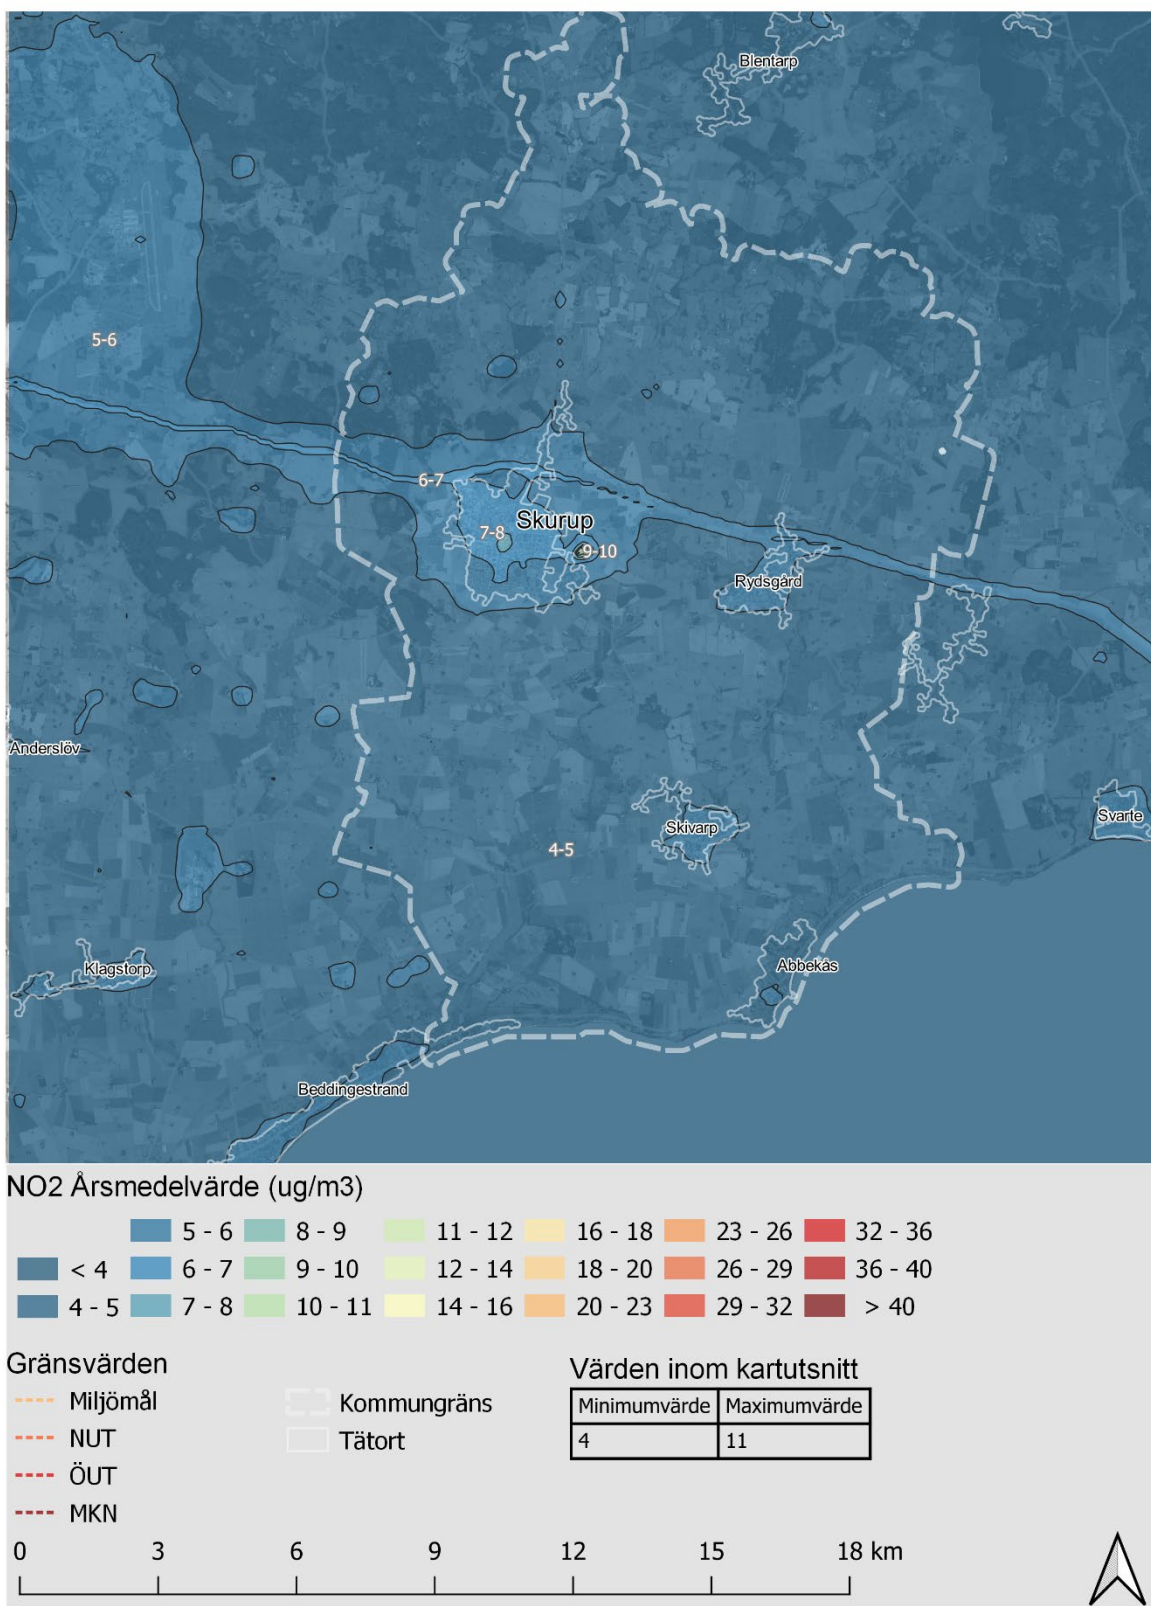 Blentarp
5-6
6-7
Skurup
7-8
9-10
Rydsgård
Anderslöv
Skivarp
Svarte
4-5
Abbekås
Klagstorp
Beddingestrand
NO2 Årsmedelvärde (ug/m3)
5 - 6 8 - 9 11 - 12 16 - 18 23 - 26 32 - 36
< 4 6 - 7 9 - 10 12 - 14 18 - 20 26 - 29 36 - 40
4 - 5 7 - 8 10 - 11 14 - 16 20 - 23 29 - 32 > 40
Gränsvärden
Miljömål
NUT
ÖUT
MKN
Kommungräns
Tätort
Värden inom kartutsnitt
Minimumvärde Maximumvärde
4 11
0 3 6 9 12 15 18 km